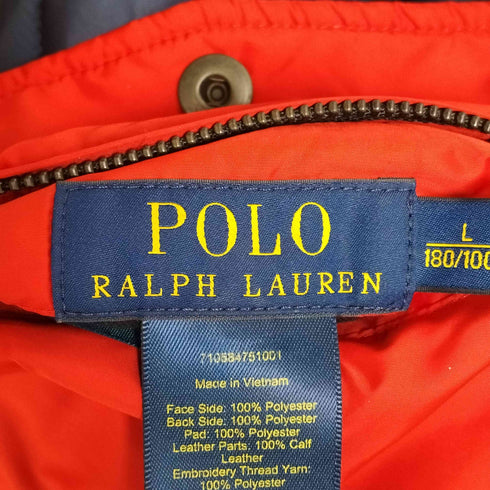 POLO
RALPH LAUREN
L
180/100
710584751001
Made in Vietnam
Face Side: 100% Polyester
Back Side: 100% Polyester
Pad: 100% Polyester
Leather Parts: 100% Calf
Leather
Embroidery Thread Yarn:
100% Polyester